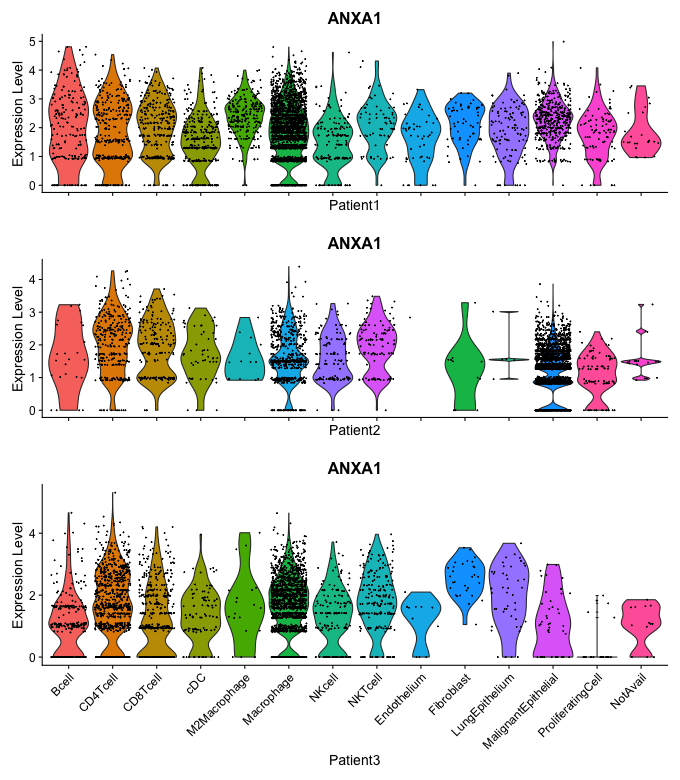 ANXA1
Expression Level
5
4
3
2
1
0
Patient1
ANXA1
Expression Level
4
3
2
1
0
Patient2
ANXA1
Expression Level
4
2
0
Bcell
CD4Tcell
CD8Tcell
cDC
M2Macrophage
Macrophage
NKcell
NKTcell
Endothelium
Fibroblast
LungEpithelium
MalignantEpithelial
ProliferatingCell
NotAvail
Patient3